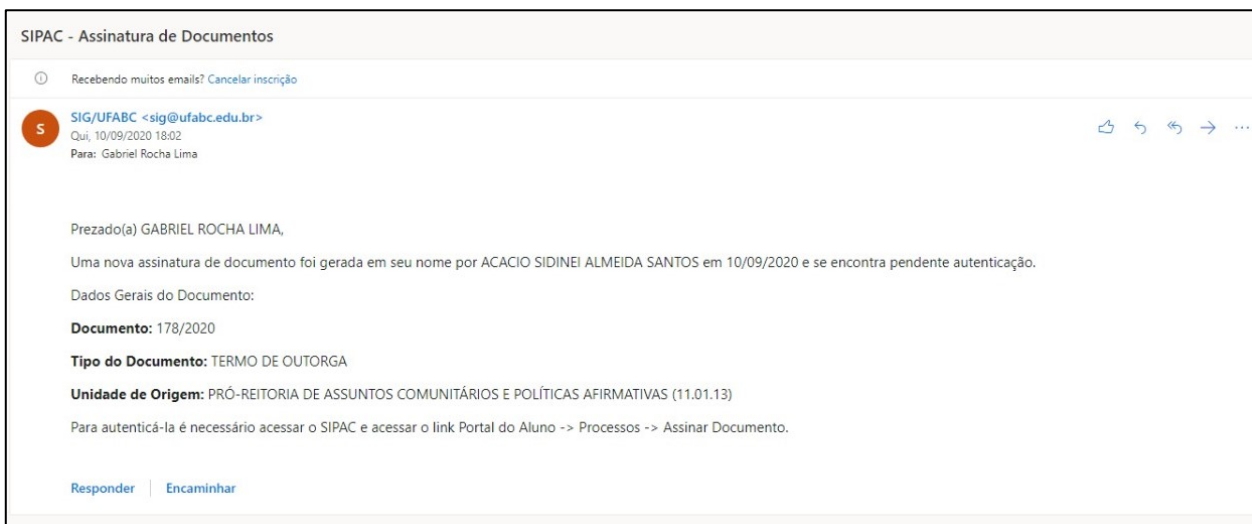 SIPAC - Assinatura de Documentos
Recebendo muitos emails? Cancelar inscrição
S
SIG/UFABC <sig@ufabc.edu.br>
Qui, 10/09/2020 18:02
Para: Gabriel Rocha Lima
Prezado(a) GABRIEL ROCHA LIMA,
Uma nova assinatura de documento foi gerada em seu nome por ACACIO SIDINEI ALMEIDA SANTOS em 10/09/2020 e se encontra pendente autenticação.
Dados Gerais do Documento:
Documento: 178/2020
Tipo do Documento: TERMO DE OUTORGA
Unidade de Origem: PRÓ-REITORIA DE ASSUNTOS COMUNITÁRIOS E POLÍTICAS AFIRMATIVAS (11.01.13)
Para autenticá-la é necessário acessar o SIPAC e acessar o link Portal do Aluno -> Processos -> Assinar Documento.
Responder | Encaminhar